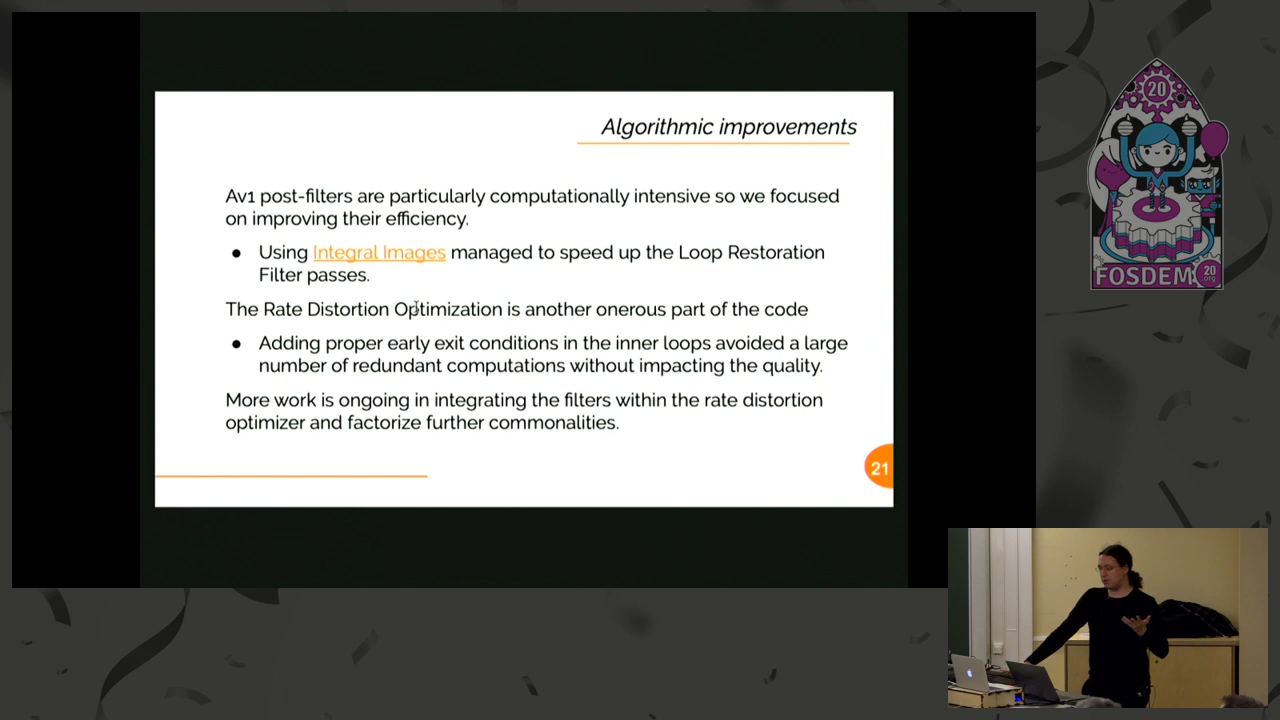 Algorithmic improvements
Av1 post-filters are particularly computationally intensive so we focused
on improving their efficiency.
● Using Integral Images managed to speed up the Loop Restoration
Filter passes.
The Rate Distortion Optimization is another onerous part of the code
● Adding proper early exit conditions in the inner loops avoided a large
number of redundant computations without impacting the quality.
More work is ongoing in integrating the filters within the rate distortion
optimizer and factorize further commonalities.
21
20
FOSDEM
20
.org